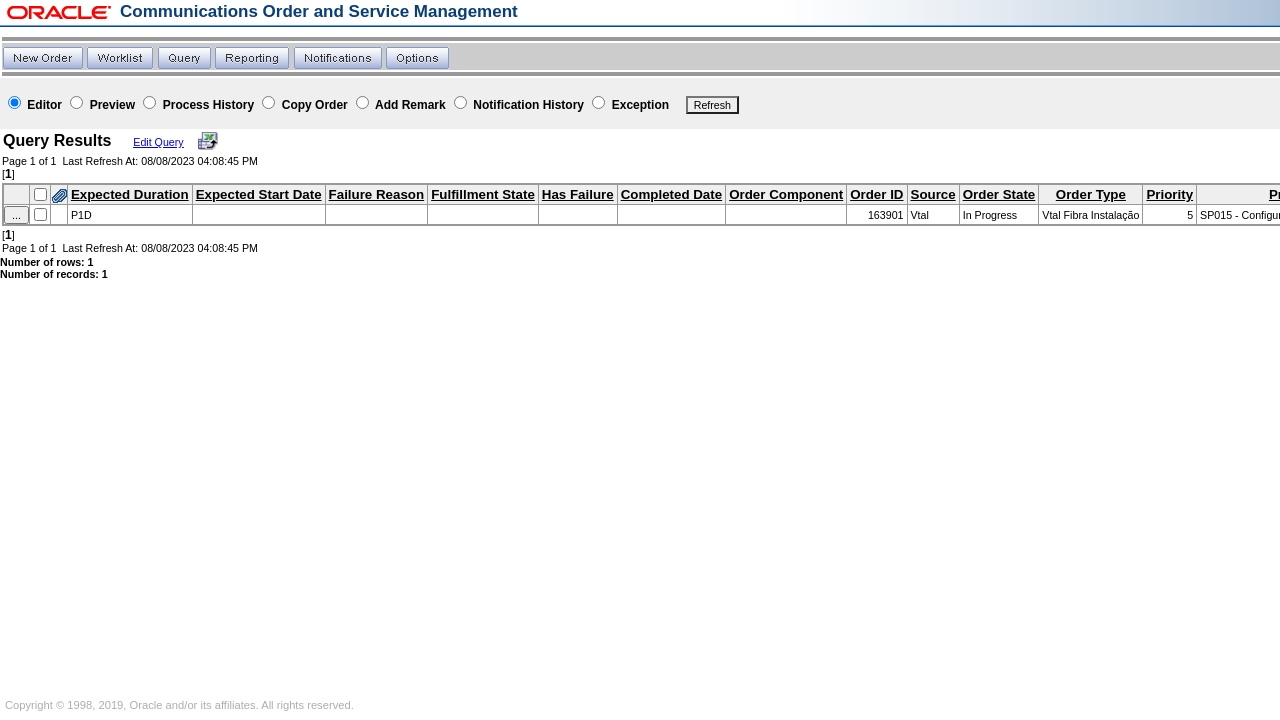 ORACLE Communications Order and Service Management
New Order Worklist Query Reporting Notifications Options
Editor Preview Process History Copy Order Add Remark Notification History Exception Refresh
Query Results Edit Query
Page 1 of 1 Last Refresh At: 08/08/2023 04:08:45 PM
[1]
Expected Duration Expected Start Date Failure Reason Fulfillment State Has Failure Completed Date Order Component Order ID Source Order State Order Type Priority
... P1D 163901 Vtal In Progress Vtal Fibra Instalação 5 SP015 -
[1]
Page 1 of 1 Last Refresh At: 08/08/2023 04:08:45 PM
Number of rows: 1
Number of records: 1
Copyright © 1998, 2019, Oracle and/or its affiliates. All rights reserved.